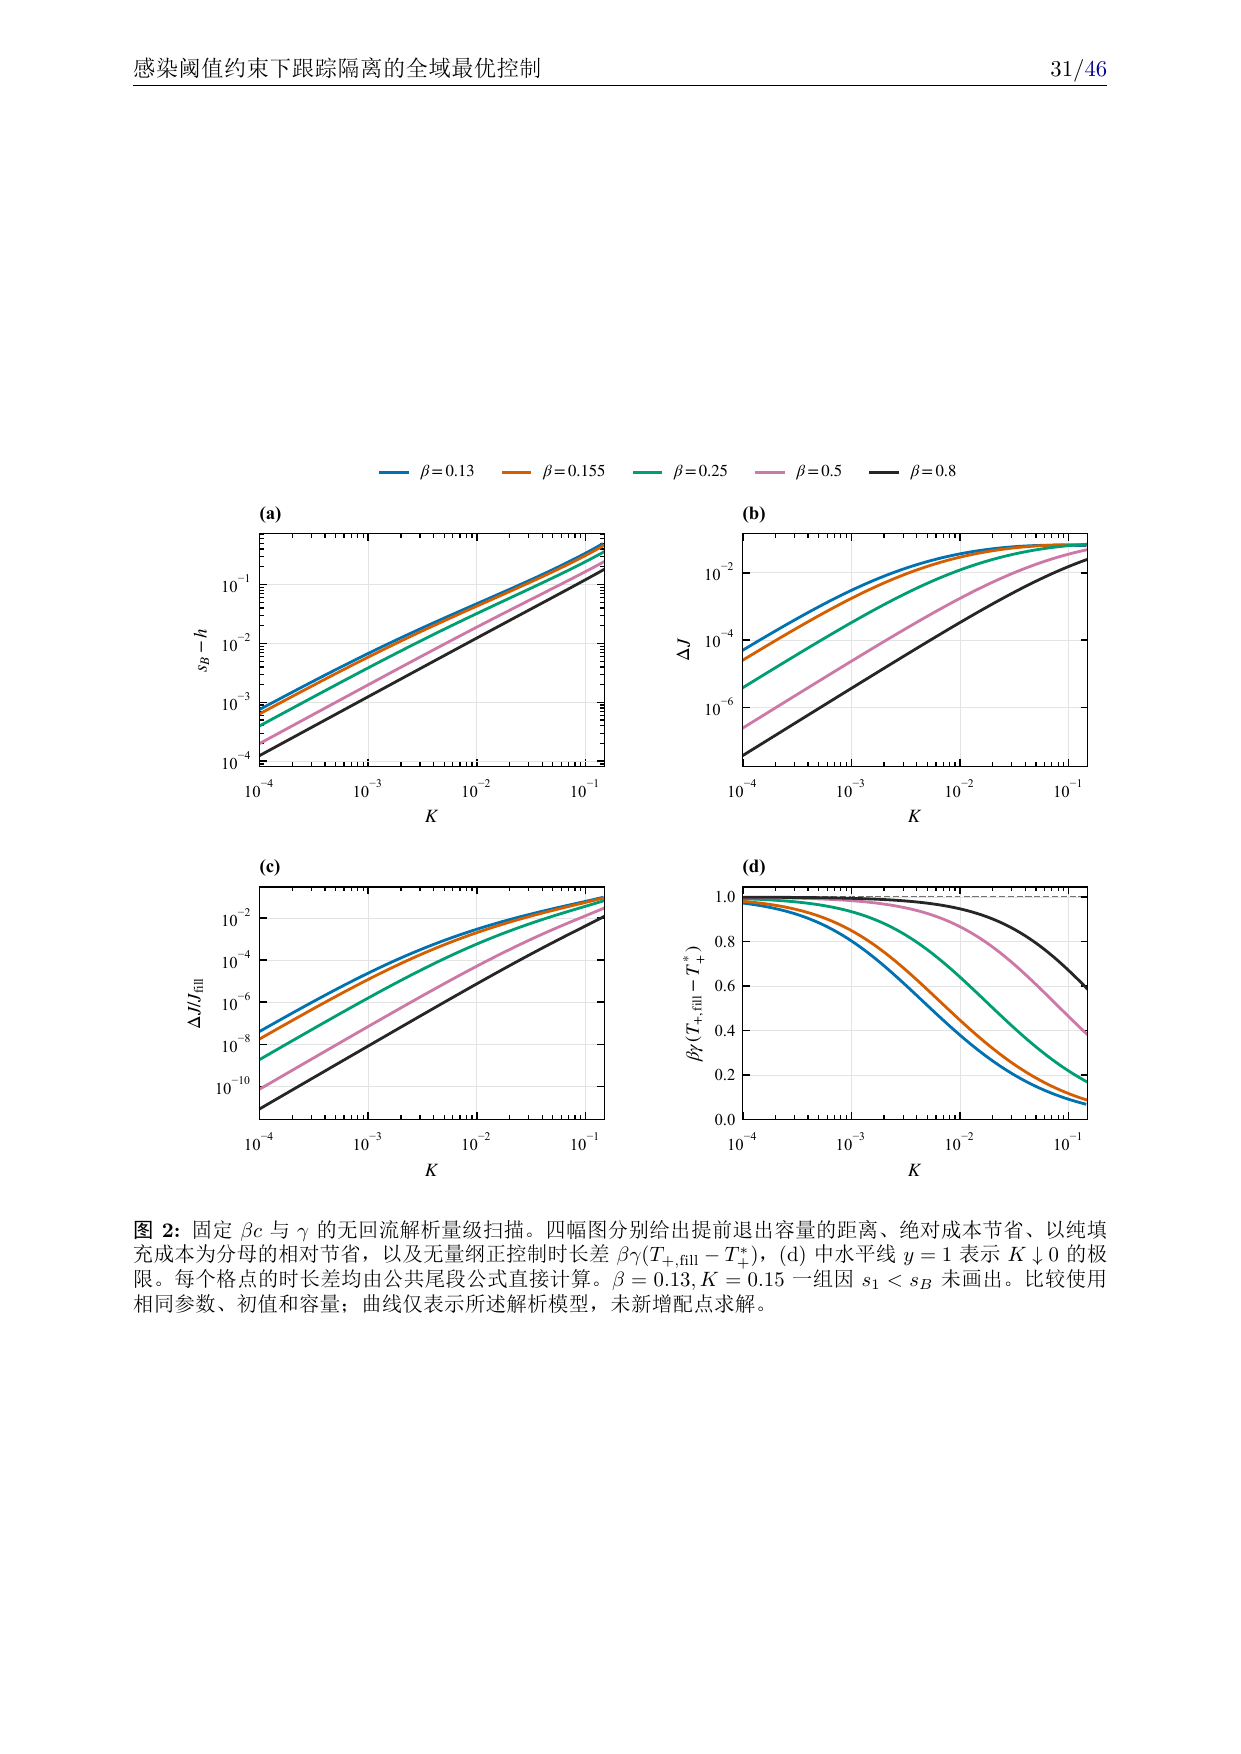 感染阈值约束下跟踪隔离的全域最优控制 31/46
β=0.13 β=0.155 β=0.25 β=0.5 β=0.8
(a) (b)
s_B − h
10⁻¹
10⁻²
10⁻³
10⁻⁴
10⁻⁴ 10⁻³ 10⁻² 10⁻¹
K
ΔJ
10⁻²
10⁻⁴
10⁻⁶
10⁻⁴ 10⁻³ 10⁻² 10⁻¹
K
(c) (d)
ΔJ/J_fill
10⁻²
10⁻⁴
10⁻⁶
10⁻⁸
10⁻¹⁰
10⁻⁴ 10⁻³ 10⁻² 10⁻¹
K
βγ(T_{+,fill} − T_+^*)
1.0
0.8
0.6
0.4
0.2
0.0
10⁻⁴ 10⁻³ 10⁻² 10⁻¹
K
图 2: 固定 βc 与 γ 的无回流解析量级扫描。四幅图分别给出提前退出容量的距离、绝对成本节省、以纯填
充成本为分母的相对节省，以及无量纲正控制时长差 βγ(T_{+,fill} − T_+^*)，(d) 中水平线 y = 1 表示 K ↓ 0 的极
限。每个格点的时长差均由公共尾段公式直接计算。β = 0.13, K = 0.15 一组因 s₁ < s_B 未画出。比较使用
相同参数、初值和容量；曲线仅表示所述解析模型，未新增配点求解。